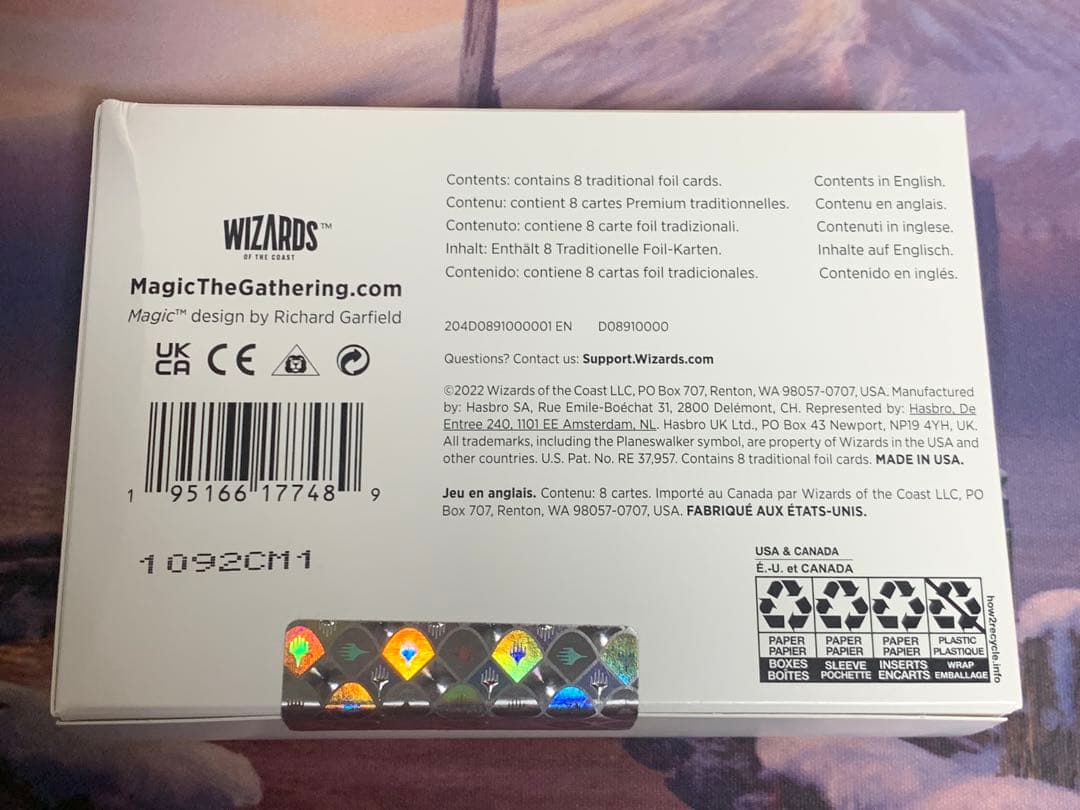 WIZARDS™
OF THE COAST
MagicTheGathering.com
Magic™ design by Richard Garfield
UK
CA CE
1 95166 17748 9
1 092CM1
Contents: contains 8 traditional foil cards.
Contenu: contient 8 cartes Premium traditionnelles.
Contenuto: contiene 8 carte foil tradizionali.
Inhalt: Enthält 8 Traditionelle Foil-Karten.
Contenido: contiene 8 cartas foil tradicionales.
Contents in English.
Contenu en anglais.
Contenuti in inglese.
Inhalte auf Englisch.
Contenido en inglés.
204D0891000001 EN D08910000
Questions? Contact us: Support.Wizards.com
©2022 Wizards of the Coast LLC, PO Box 707, Renton, WA 98057-0707, USA. Manufactured
by: Hasbro SA, Rue Emile-Boéchat 31, 2800 Delémont, CH. Represented by: Hasbro, De
Entree 240, 1101 EE Amsterdam, NL. Hasbro UK Ltd., PO Box 43 Newport, NP19 4YH, UK.
All trademarks, including the Planeswalker symbol, are property of Wizards in the USA and
other countries. U.S. Pat. No. RE 37,957. Contains 8 traditional foil cards. MADE IN USA.
Jeu en anglais. Contenu: 8 cartes. Importé au Canada par Wizards of the Coast LLC, PO
Box 707, Renton, WA 98057-0707, USA. FABRIQUÉ AUX ÉTATS-UNIS.
USA & CANADA
É.-U. et CANADA
PAPER PAPER PAPER PLASTIC
PAPIER PAPIER PAPIER PLASTIQUE
BOXES SLEEVE INSERTS WRAP
BOÎTES POCHETTE ENCARTS EMBALLAGE
how2recycle.info